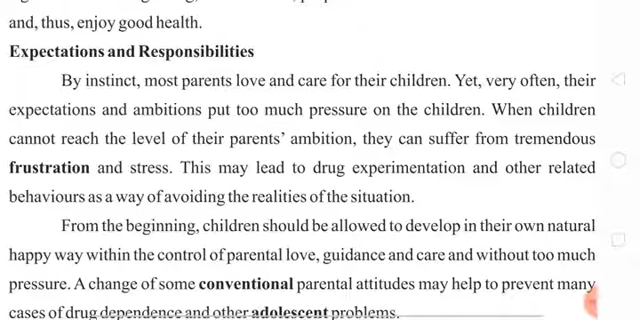 and, thus, enjoy good health.
Expectations and Responsibilities
By instinct, most parents love and care for their children. Yet, very often, their
expectations and ambitions put too much pressure on the children. When children
cannot reach the level of their parents' ambition, they can suffer from tremendous
frustration and stress. This may lead to drug experimentation and other related
behaviours as a way of avoiding the realities of the situation.
From the beginning, children should be allowed to develop in their own natural
happy way within the control of parental love, guidance and care and without too much
pressure. A change of some conventional parental attitudes may help to prevent many
cases of drug dependence and other adolescent problems.